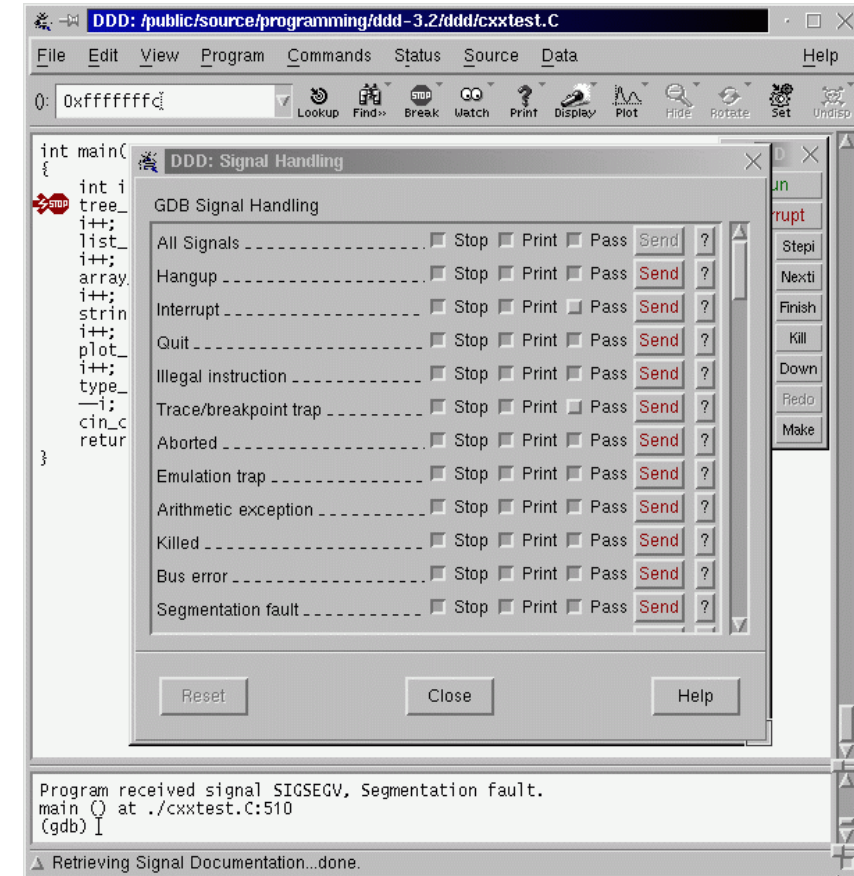 DDD: /public/source/programming/ddd-3.2/ddd/cxxtest.C
File Edit View Program Commands Status Source Data Help
(): 0xfffffffc
Lookup Find» Break Watch Print Display Plot Hide Rotate Set Undisp
int main(
{
int i
tree_
i++;
list_
i++;
array_
i++;
strin
i++;
plot_
i++;
type_
--i;
cin_c
retur
}
DDD: Signal Handling
GDB Signal Handling
All Signals Stop Print Pass Send ?
Hangup Stop Print Pass Send ?
Interrupt Stop Print Pass Send ?
Quit Stop Print Pass Send ?
Illegal instruction Stop Print Pass Send ?
Trace/breakpoint trap Stop Print Pass Send ?
Aborted Stop Print Pass Send ?
Emulation trap Stop Print Pass Send ?
Arithmetic exception Stop Print Pass Send ?
Killed Stop Print Pass Send ?
Bus error Stop Print Pass Send ?
Segmentation fault Stop Print Pass Send ?
Reset Close Help
D
un
rrupt
Stepi
Nexti
Finish
Kill
Down
Redo
Make
STOP
Program received signal SIGSEGV, Segmentation fault.
main () at ./cxxtest.C:510
(gdb)
Retrieving Signal Documentation...done.